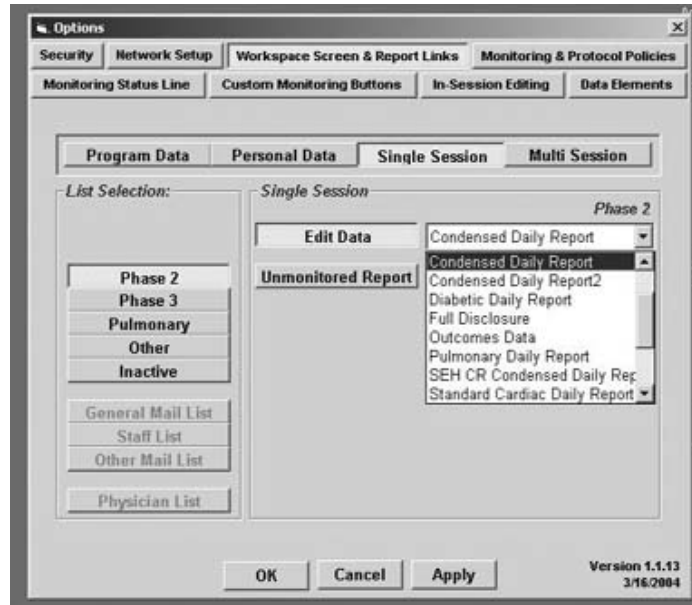 Options
Security Network Setup Workspace Screen & Report Links Monitoring & Protocol Policies
Monitoring Status Line Custom Monitoring Buttons In-Session Editing Data Elements
Program Data Personal Data Single Session Multi Session
List Selection:
Phase 2
Phase 3
Pulmonary
Other
Inactive
General Mail List
Staff List
Other Mail List
Physician List
Single Session
Phase 2
Edit Data Condensed Daily Report
Unmonitored Report
Condensed Daily Report
Condensed Daily Report2
Diabetic Daily Report
Full Disclosure
Outcomes Data
Pulmonary Daily Report
SEH CR Condensed Daily Rep
Standard Cardiac Daily Report
OK Cancel Apply
Version 1.1.13
3/16/2004